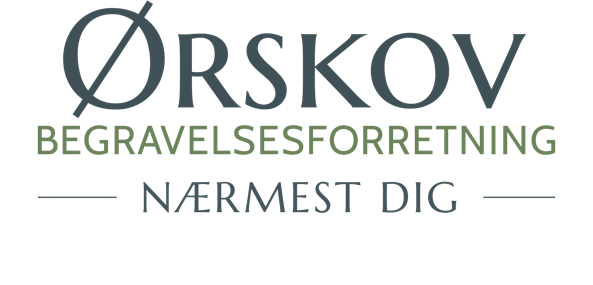 ØRSKOV
BEGRAVELSESFORRETNING
NÆRMEST DIG